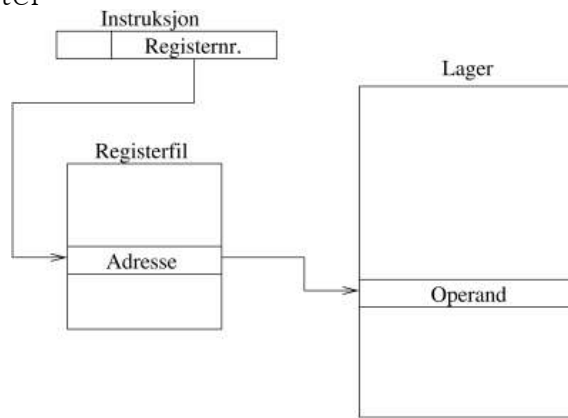 Instruksjon
Registernr.
Lager
Registerfil
Adresse
Operand